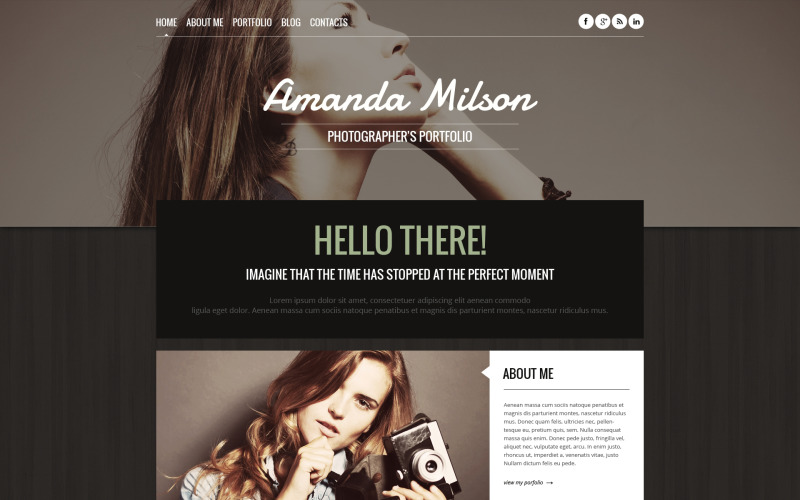 HOME ABOUT ME PORTFOLIO BLOG CONTACTS
Amanda Milson
PHOTOGRAPHER'S PORTFOLIO
HELLO THERE!
IMAGINE THAT THE TIME HAS STOPPED AT THE PERFECT MOMENT
Lorem ipsum dolor sit amet, consectetuer adipiscing elit aenean commodo
ligula eget dolor. Aenean massa cum sociis natoque penatibus et magnis dis parturient montes, nascetur ridiculus mus.
ABOUT ME
Aenean massa cum sociis natoque penatibus et
magnis dis parturient montes, nascetur ridiculus
mus. Donec quam felis, ultricies nec, pellen-
tesque eu, pretium quis, sem. Nulla consequat
massa quis enim. Donec pede justo, fringilla vel,
aliquet nec, vulputate eget, arcu. In enim justo,
rhoncus ut, imperdiet a, venenatis vitae, justo
Nullam dictum felis eu pede.
view my porfolio →